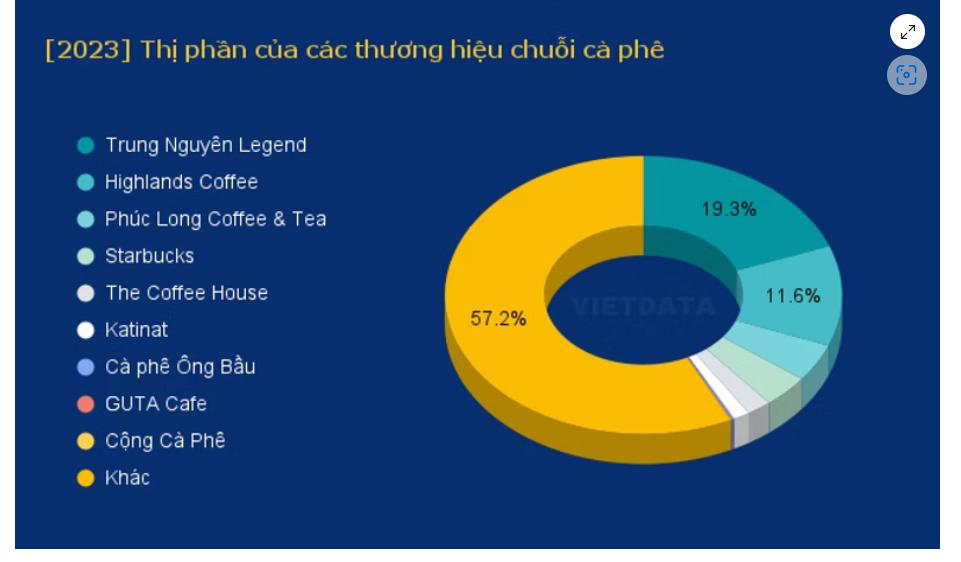 [2023] Thị phần của các thương hiệu chuỗi cà phê
Trung Nguyên Legend
Highlands Coffee
Phúc Long Coffee & Tea
Starbucks
The Coffee House
Katinat
Cà phê Ông Bầu
GUTA Cafe
Cộng Cà Phê
Khác
19.3%
11.6%
57.2%
VIETDATA